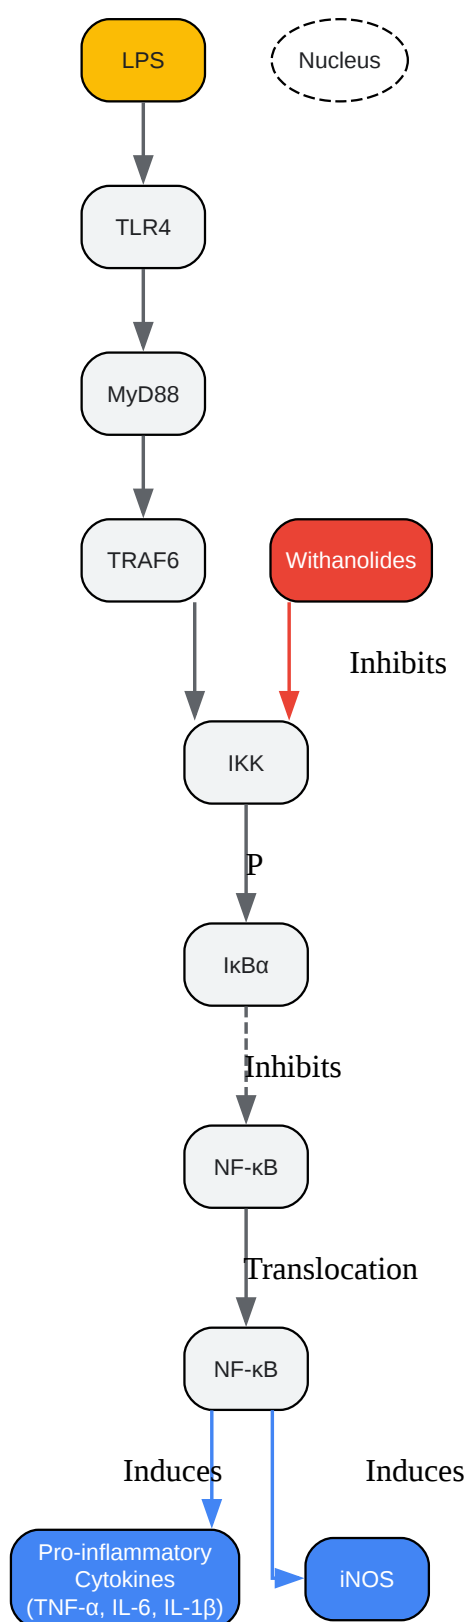 LPS
Nucleus
TLR4
MyD88
TRAF6
Withanolides
Inhibits
IKK
P
IκBα
Inhibits
NF-κB
Translocation
NF-κB
Induces
Induces
Pro-inflammatory
Cytokines
(TNF-α, IL-6, IL-1β)
iNOS